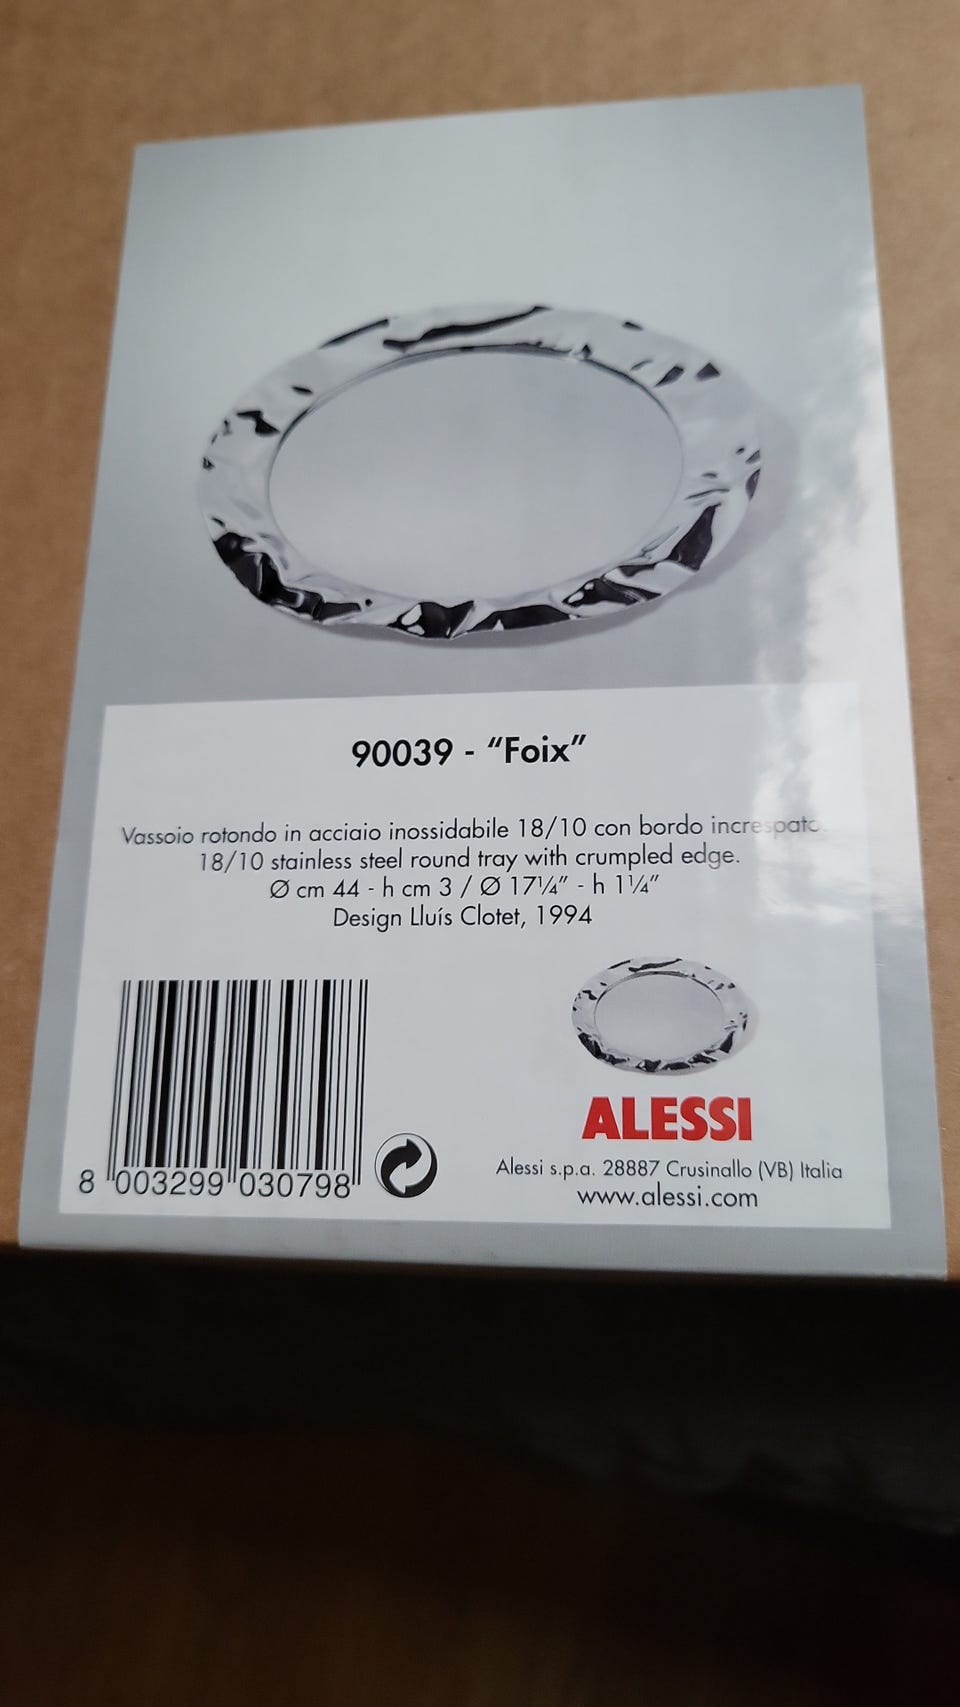 90039 - “Foix”
Vassoio rotondo in acciaio inossidabile 18/10 con bordo increspato.
18/10 stainless steel round tray with crumpled edge.
Ø cm 44 - h cm 3 / Ø 17¼” - h 1¼”
Design Lluís Clotet, 1994
8 003299 030798
ALESSI
Alessi s.p.a. 28887 Crusinallo (VB) Italia
www.alessi.com